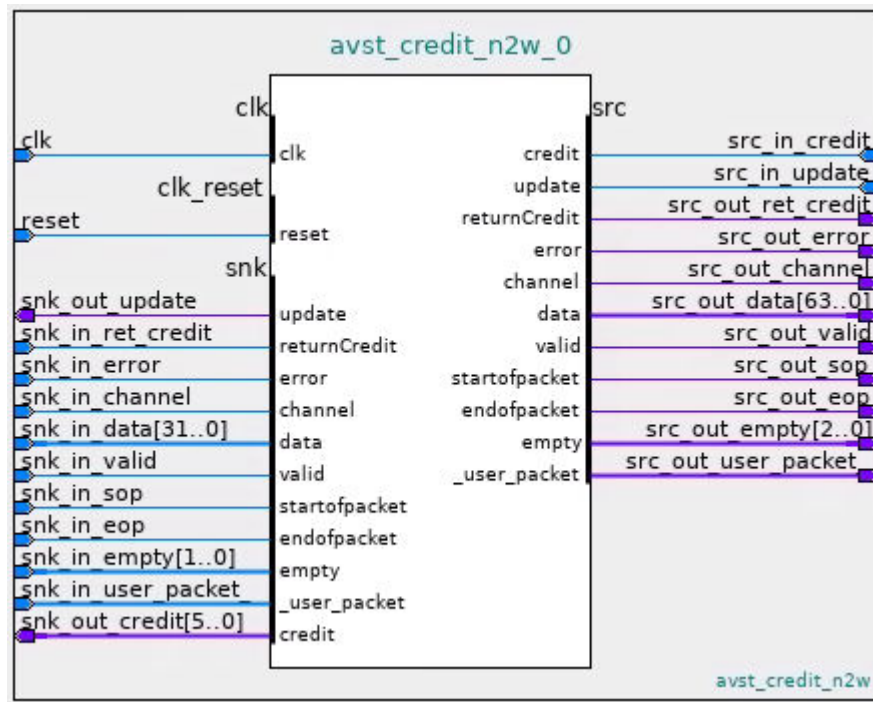 avst_credit_n2w_0
clk
clk
clk
clk_reset
reset
reset
snk
snk_out_update
update
snk_in_ret_credit
returnCredit
snk_in_error
error
snk_in_channel
channel
snk_in_data[31..0]
data
snk_in_valid
valid
snk_in_sop
startofpacket
snk_in_eop
endofpacket
snk_in_empty[1..0]
empty
snk_in_user_packet_
_user_packet
snk_out_credit[5..0]
credit
src
src_in_credit
credit
src_in_update
update
src_out_ret_credit
returnCredit
src_out_error
error
src_out_channel
channel
src_out_data[63..0]
data
src_out_valid
valid
src_out_sop
startofpacket
src_out_eop
endofpacket
src_out_empty[2..0]
empty
src_out_user_packet_
_user_packet
avst_credit_n2w